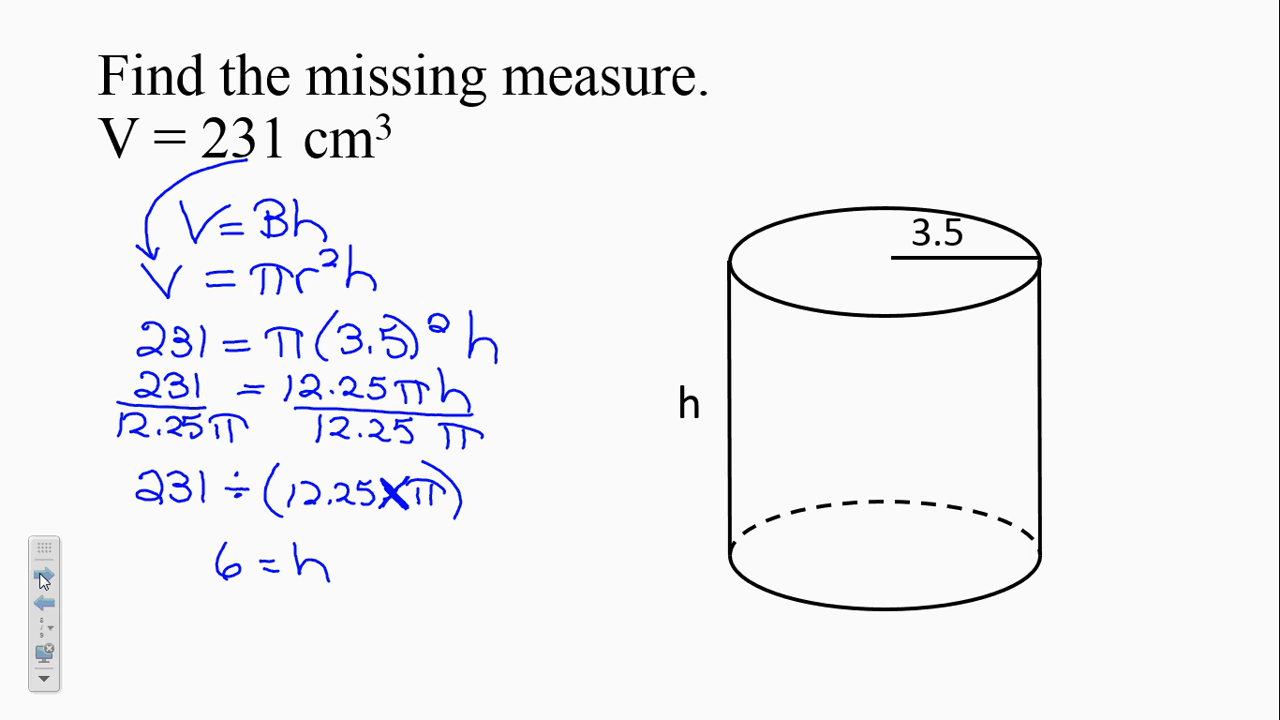 Find the missing measure.
V = 231 cm³
V = Bh
V = πr²h
231 = π(3.5)² h
231 = 12.25πh
12.25π 12.25 π
231 ÷ (12.25×π)
6 = h
3.5
h